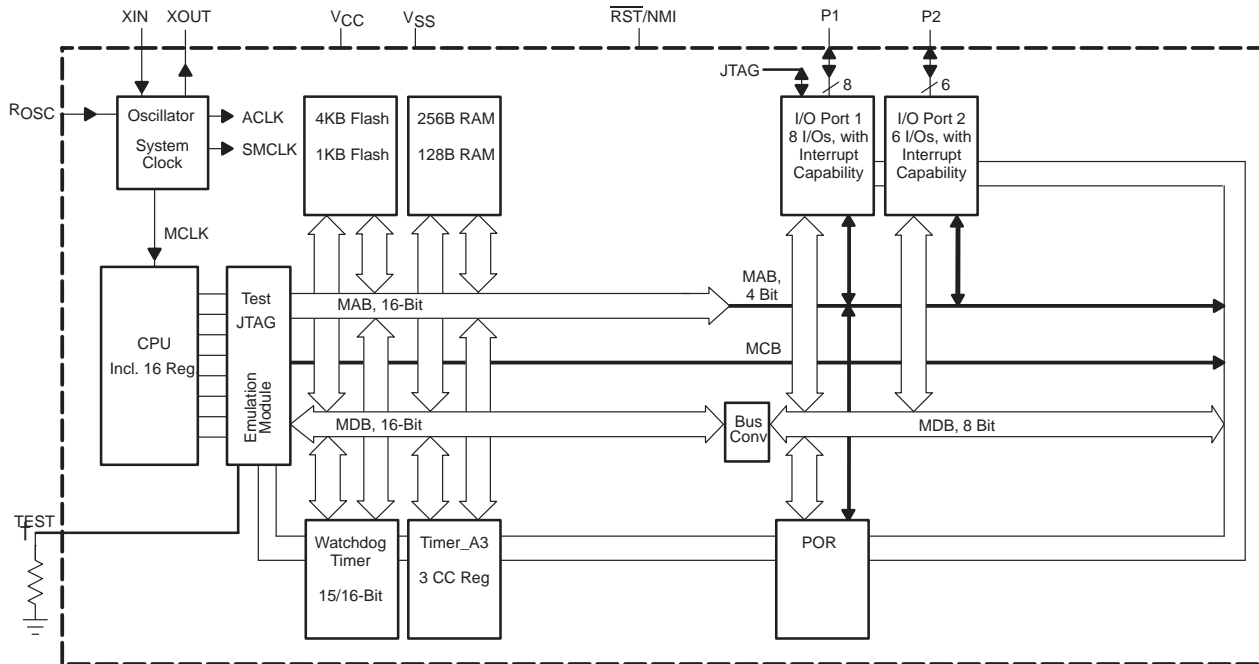 XIN XOUT VCC VSS RST/NMI P1 P2
JTAG
8 6
ROSC
Oscillator
System
Clock
ACLK
SMCLK
4KB Flash
1KB Flash
256B RAM
128B RAM
I/O Port 1
8 I/Os, with
Interrupt
Capability
I/O Port 2
6 I/Os, with
Interrupt
Capability
MCLK
CPU
Incl. 16 Reg.
Test
JTAG
Emulation
Module
MAB, 16-Bit
MAB,
4 Bit
MCB
MDB, 16-Bit
Bus
Conv
MDB, 8 Bit
TEST
Watchdog
Timer
15/16-Bit
Timer_A3
3 CC Reg
POR